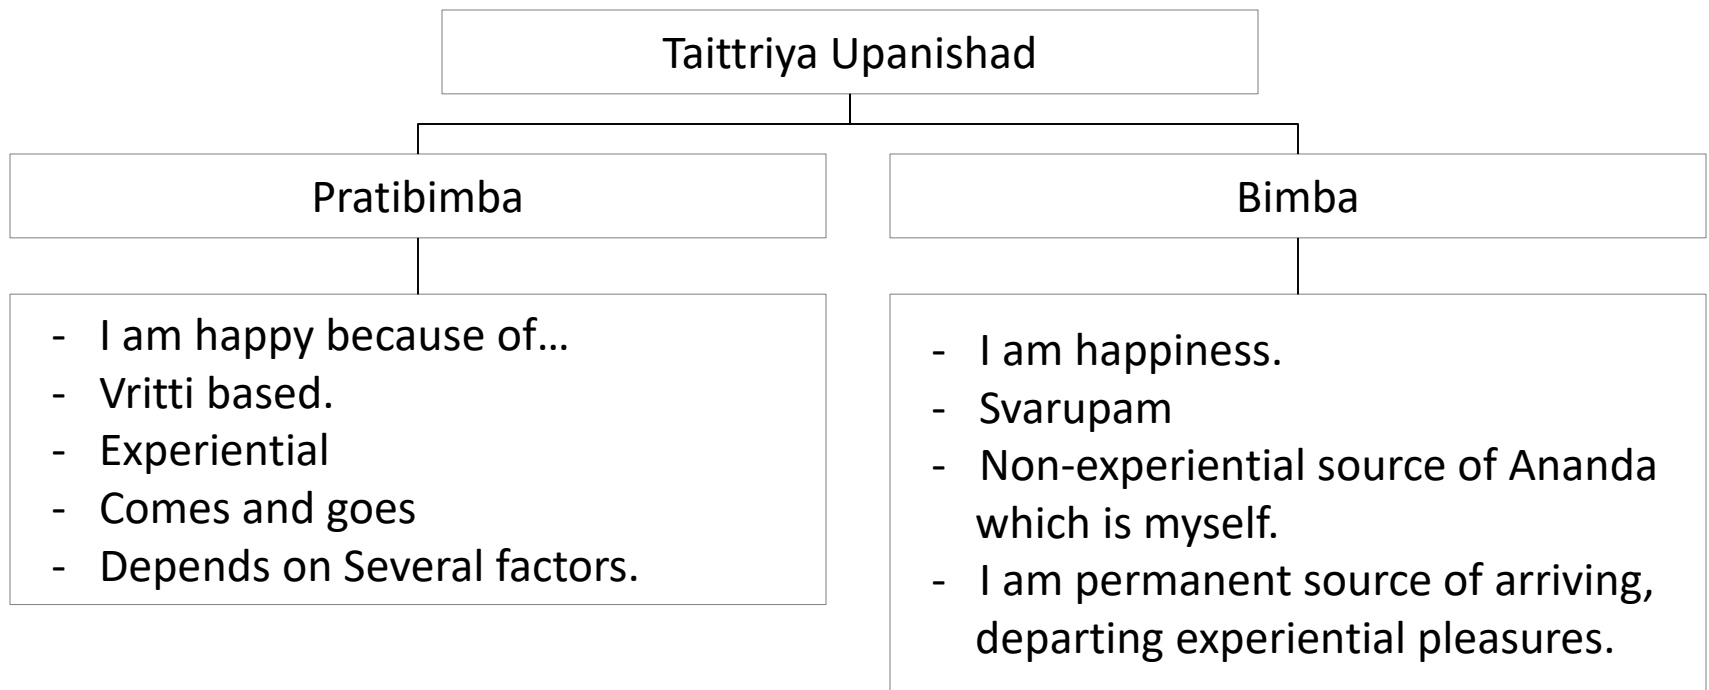 Taittriya Upanishad
Pratibimba
Bimba
- I am happy because of...
- Vritti based.
- Experiential
- Comes and goes
- Depends on Several factors.
- I am happiness.
- Svarupam
- Non-experiential source of Ananda
which is myself.
- I am permanent source of arriving,
departing experiential pleasures.